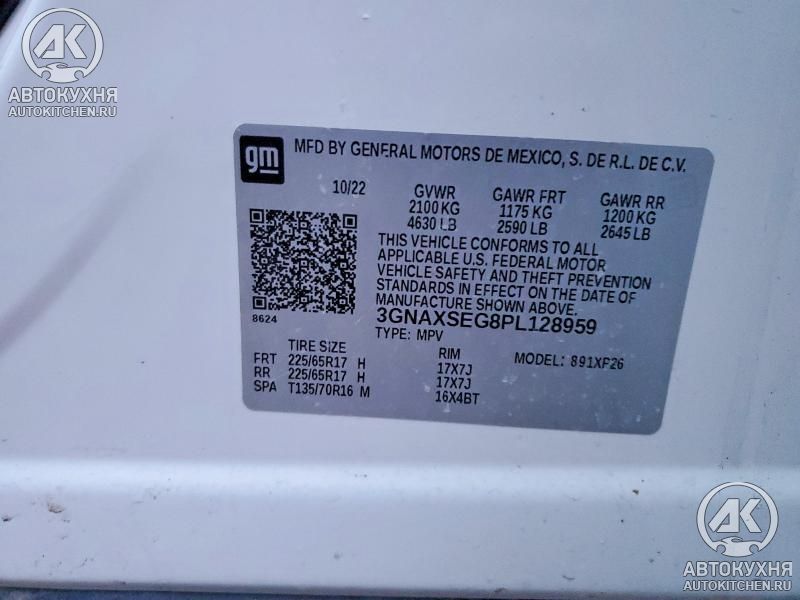 AK
АВТОКУХНЯ
AUTOKITCHEN.RU
gm
MFD BY GENERAL MOTORS DE MEXICO, S. DE R.L. DE C.V.
10/22 GVWR GAWR FRT GAWR RR
2100 KG 1175 KG 1200 KG
4630 LB 2590 LB 2645 LB
THIS VEHICLE CONFORMS TO ALL
APPLICABLE U.S. FEDERAL MOTOR
VEHICLE SAFETY AND THEFT PREVENTION
STANDARDS IN EFFECT ON THE DATE OF
MANUFACTURE SHOWN ABOVE.
8624
3GNAXSEG8PL128959
TYPE: MPV
TIRE SIZE RIM MODEL: 891XP26
FRT 225/65R17 H 17X7J
RR 225/65R17 H 17X7J
SPA T135/70R16 M 16X4BT
AK
АВТОКУХНЯ
AUTOKITCHEN.RU